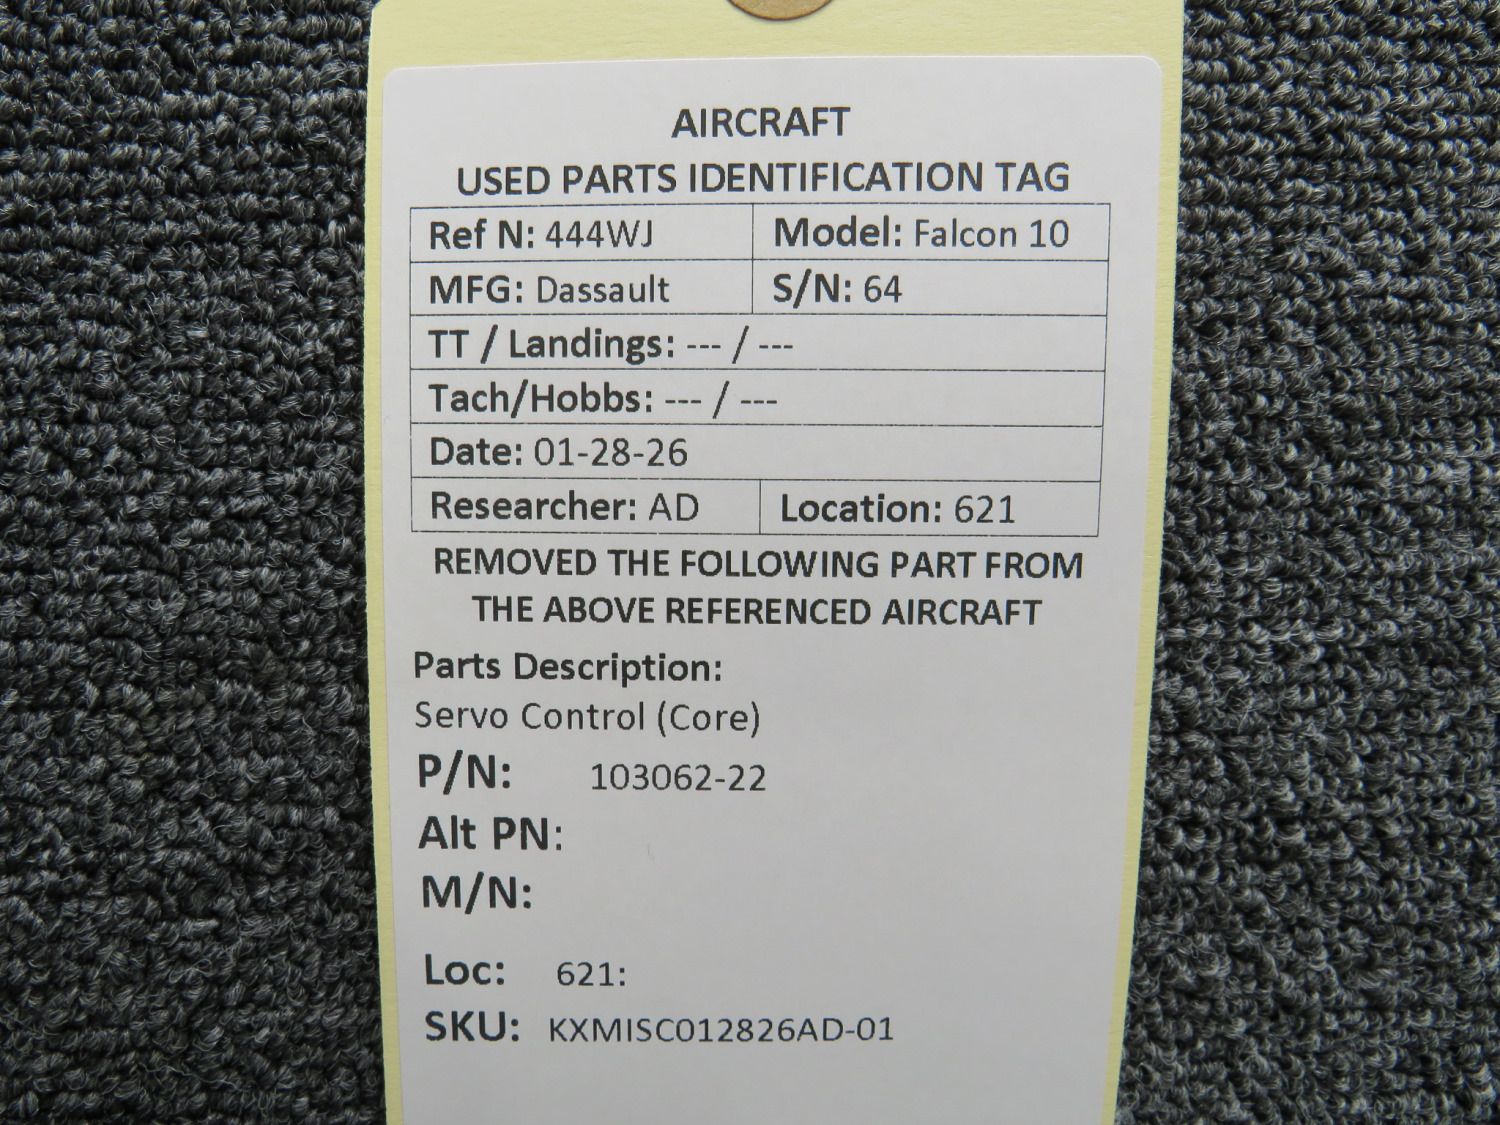 AIRCRAFT
USED PARTS IDENTIFICATION TAG
Ref N: 444WJ Model: Falcon 10
MFG: Dassault S/N: 64
TT / Landings: --- / ---
Tach/Hobbs: --- / ---
Date: 01-28-26
Researcher: AD Location: 621
REMOVED THE FOLLOWING PART FROM
THE ABOVE REFERENCED AIRCRAFT
Parts Description:
Servo Control (Core)
P/N: 103062-22
Alt PN:
M/N:
Loc: 621:
SKU: KXMISC012826AD-01